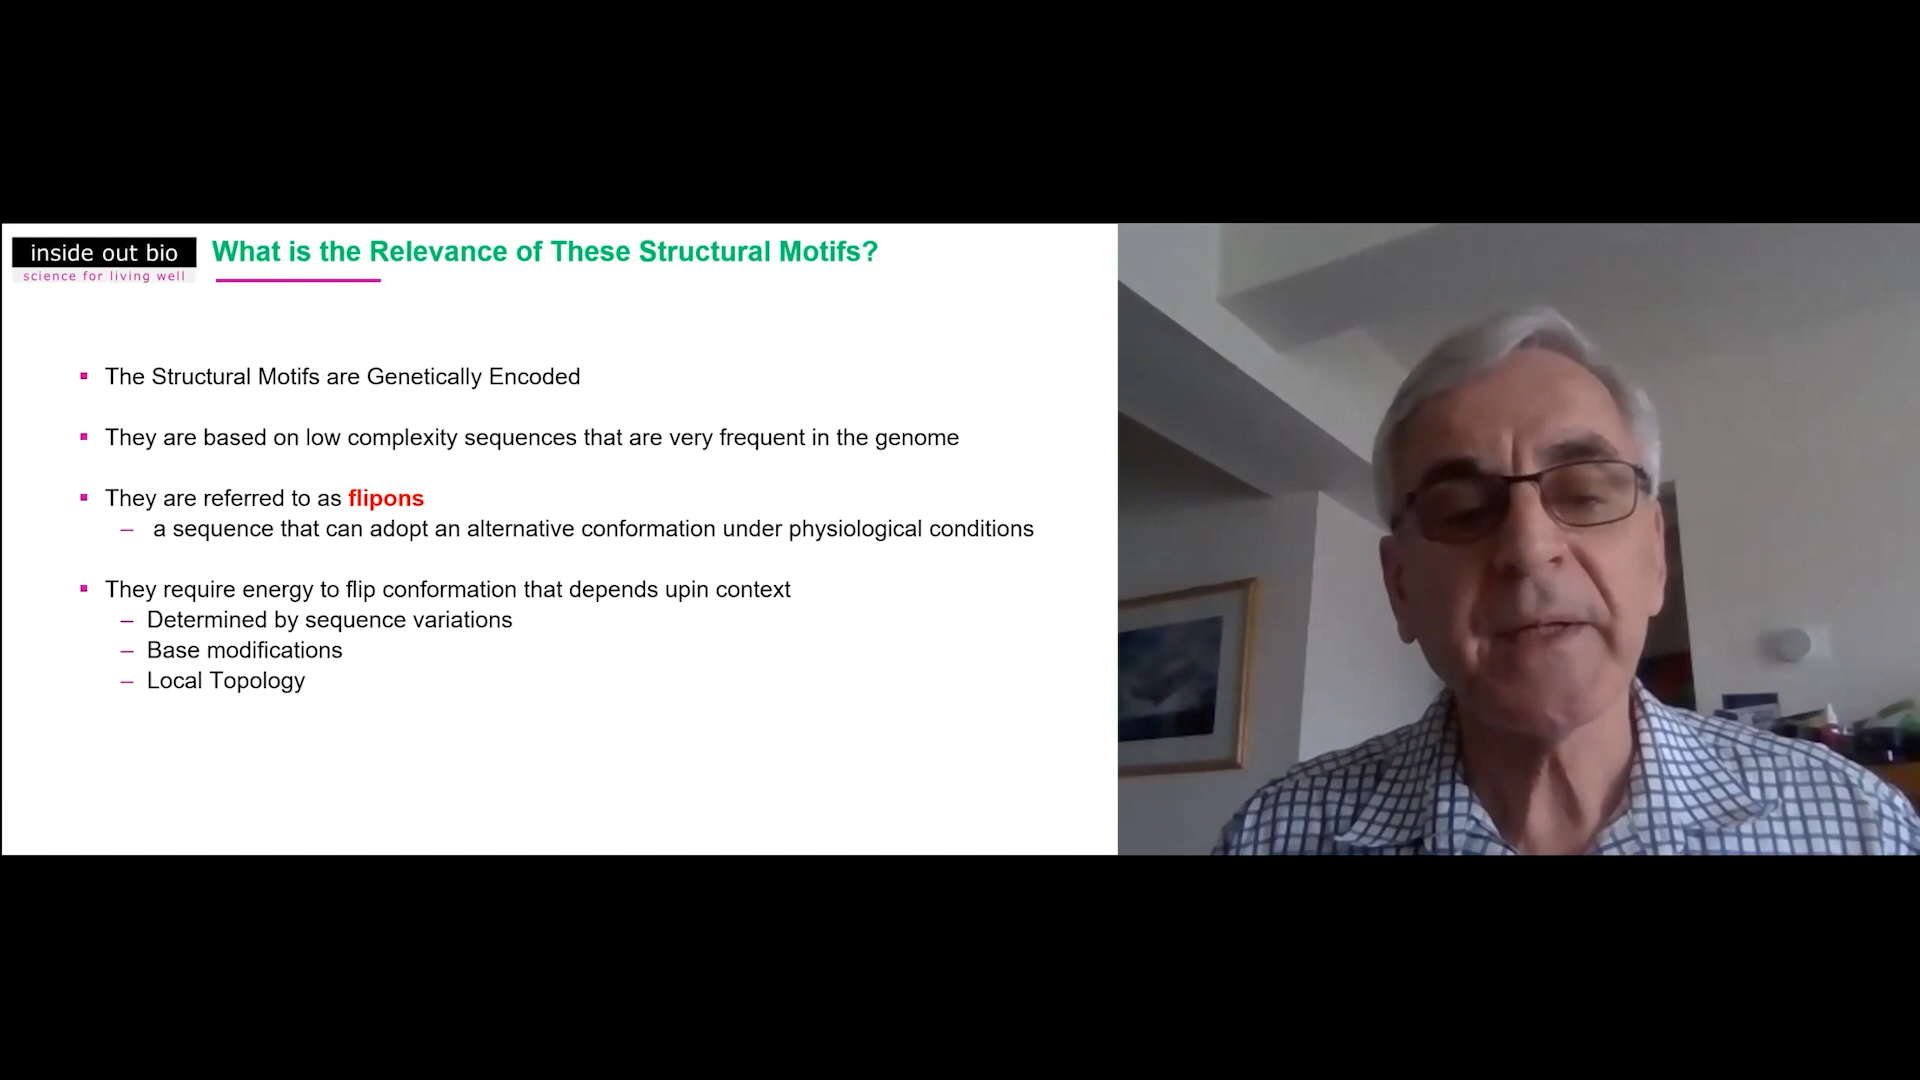 inside out bio
science for living well
What is the Relevance of These Structural Motifs?
The Structural Motifs are Genetically Encoded
They are based on low complexity sequences that are very frequent in the genome
They are referred to as flipons
– a sequence that can adopt an alternative conformation under physiological conditions
They require energy to flip conformation that depends upin context
– Determined by sequence variations
– Base modifications
– Local Topology